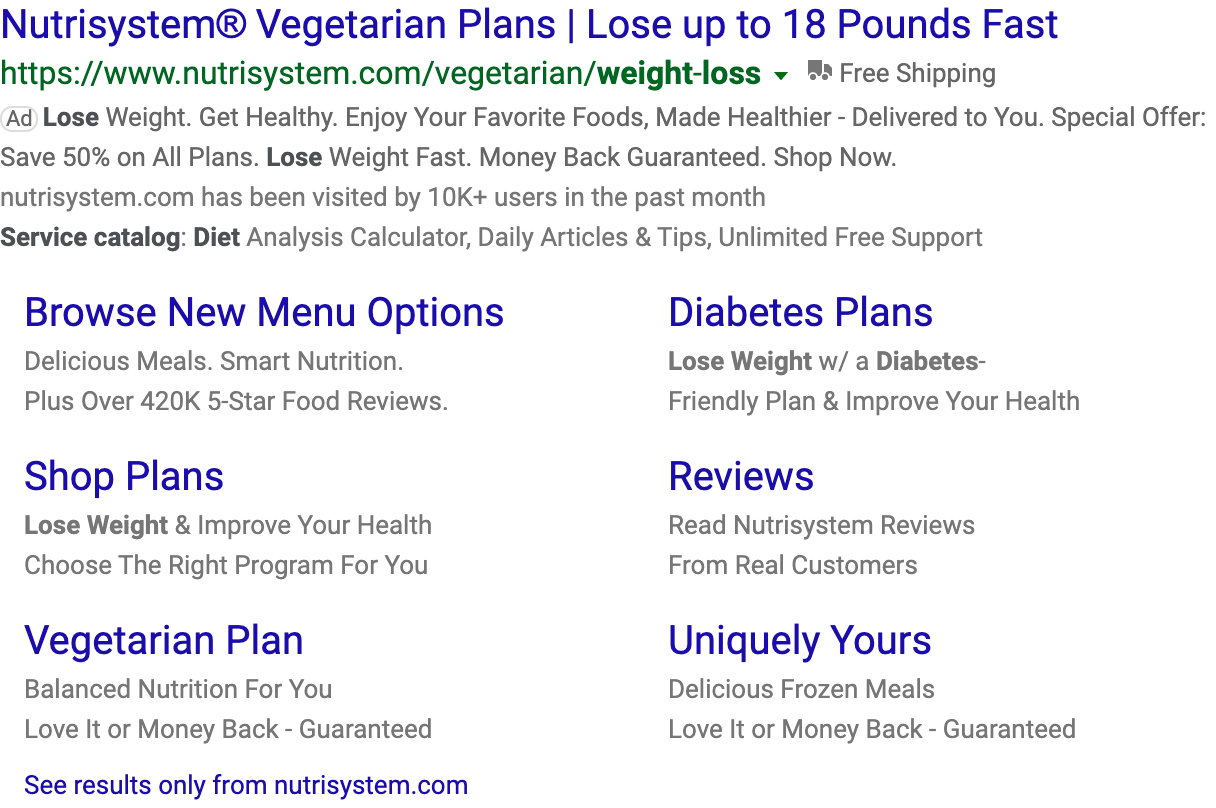 Nutrisystem® Vegetarian Plans | Lose up to 18 Pounds Fast
https://www.nutrisystem.com/vegetarian/weight-loss Free Shipping
Ad Lose Weight. Get Healthy. Enjoy Your Favorite Foods, Made Healthier - Delivered to You. Special Offer:
Save 50% on All Plans. Lose Weight Fast. Money Back Guaranteed. Shop Now.
nutrisystem.com has been visited by 10K+ users in the past month
Service catalog: Diet Analysis Calculator, Daily Articles & Tips, Unlimited Free Support
Browse New Menu Options
Delicious Meals. Smart Nutrition.
Plus Over 420K 5-Star Food Reviews.
Diabetes Plans
Lose Weight w/ a Diabetes-
Friendly Plan & Improve Your Health
Shop Plans
Lose Weight & Improve Your Health
Choose The Right Program For You
Reviews
Read Nutrisystem Reviews
From Real Customers
Vegetarian Plan
Balanced Nutrition For You
Love It or Money Back - Guaranteed
Uniquely Yours
Delicious Frozen Meals
Love It or Money Back - Guaranteed
See results only from nutrisystem.com